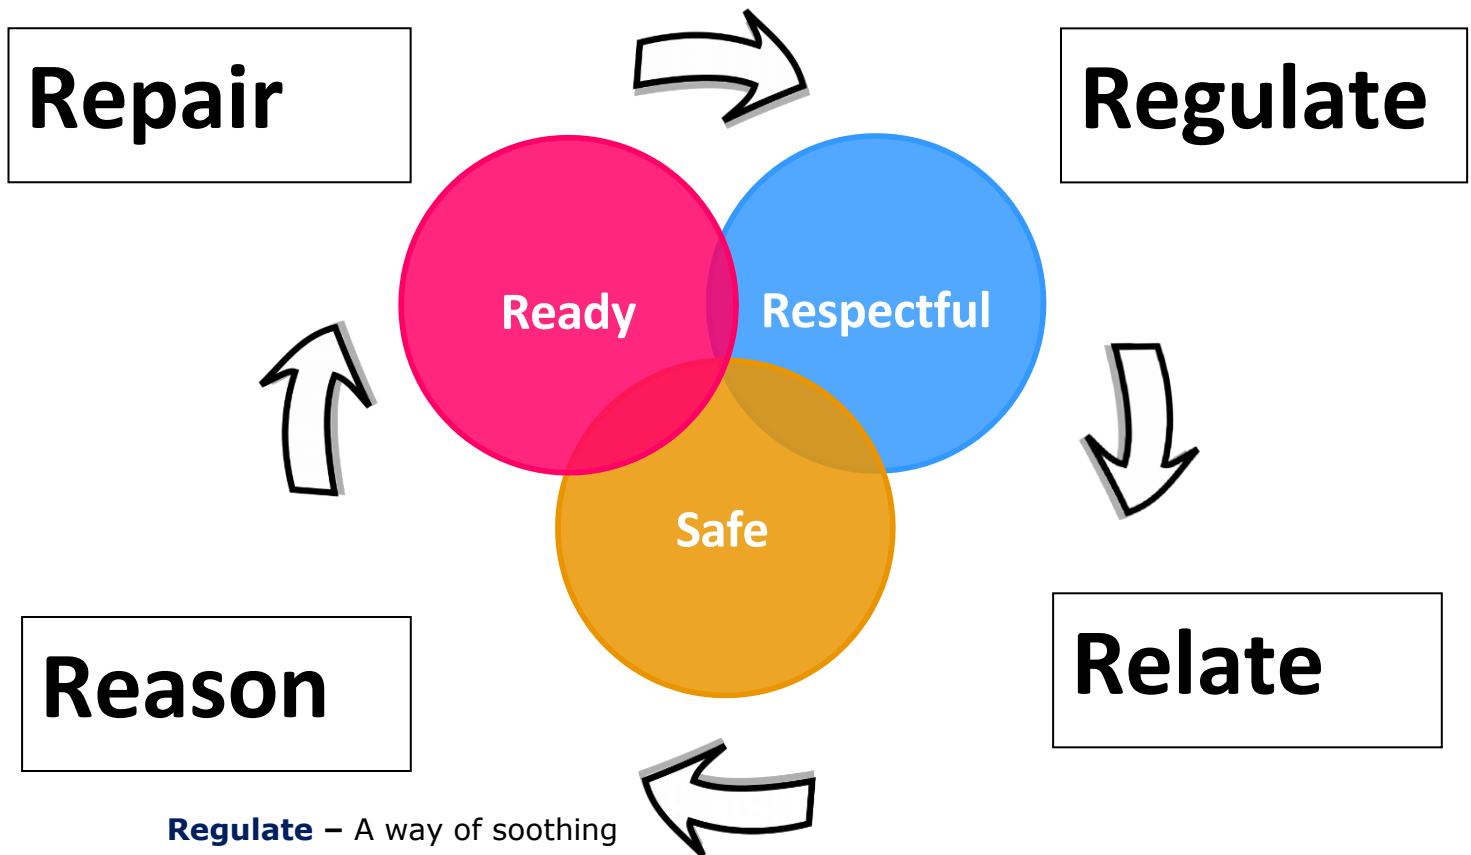 Repair
Regulate
Ready
Respectful
Safe
Reason
Relate
Regulate – A way of soothing